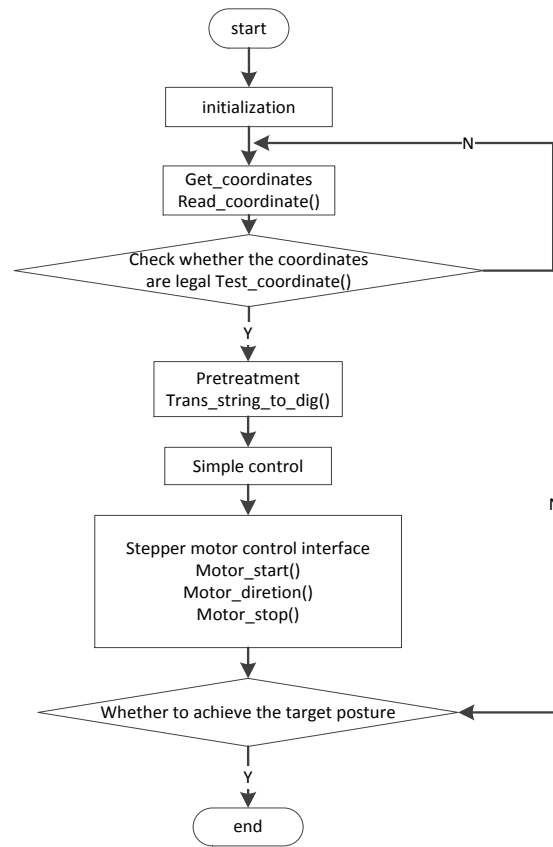 start
initialization
N
Get_coordinates
Read_coordinate()
Check whether the coordinates
are legal Test_coordinate()
Y
Pretreatment
Trans_string_to_dig()
Simple control
N
Stepper motor control interface
Motor_start()
Motor_diretion()
Motor_stop()
Whether to achieve the target posture
Y
end